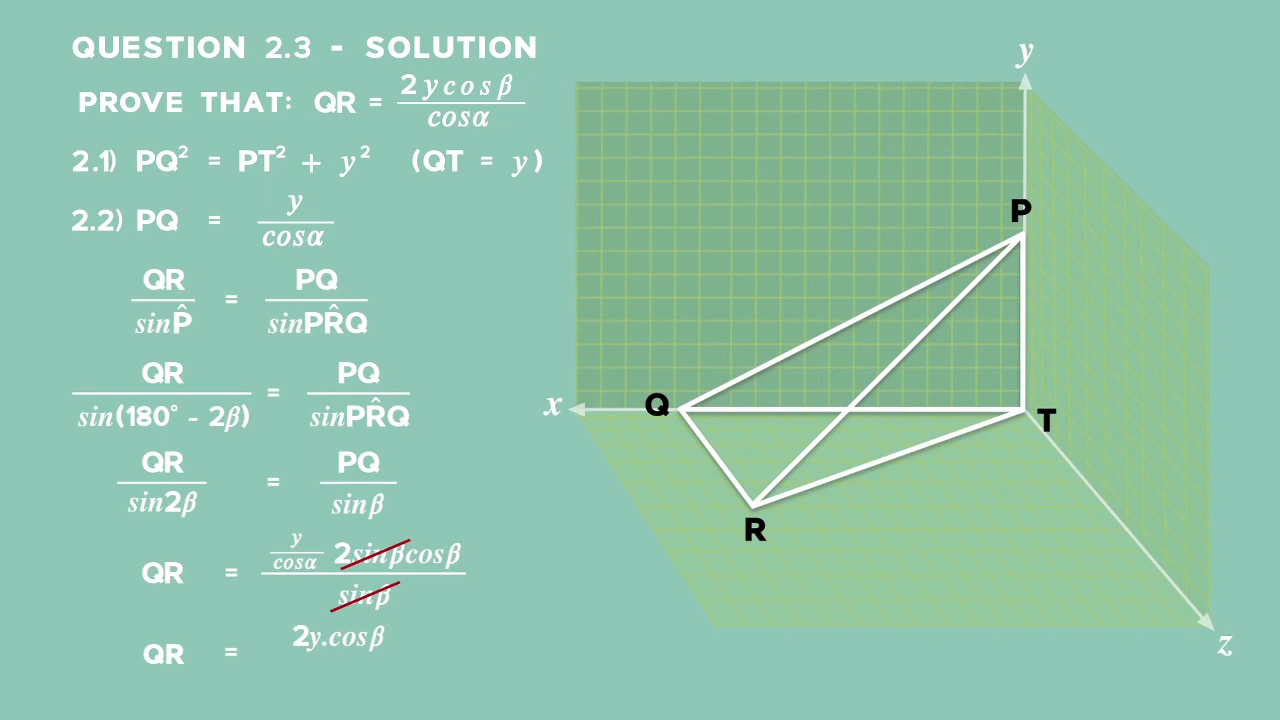 QUESTION 2.3 - SOLUTION
PROVE THAT: QR = 2ycosβ / cosα
2.1) PQ² = PT² + y² (QT = y)
2.2) PQ = y / cosα
QR / sinP̂ = PQ / sinPR̂Q
QR / sin(180° - 2β) = PQ / sinPR̂Q
QR / sin2β = PQ / sinβ
QR = y/cosα 2sinβcosβ / sinβ
QR = 2y.cosβ
y
P
x
Q
T
R
z